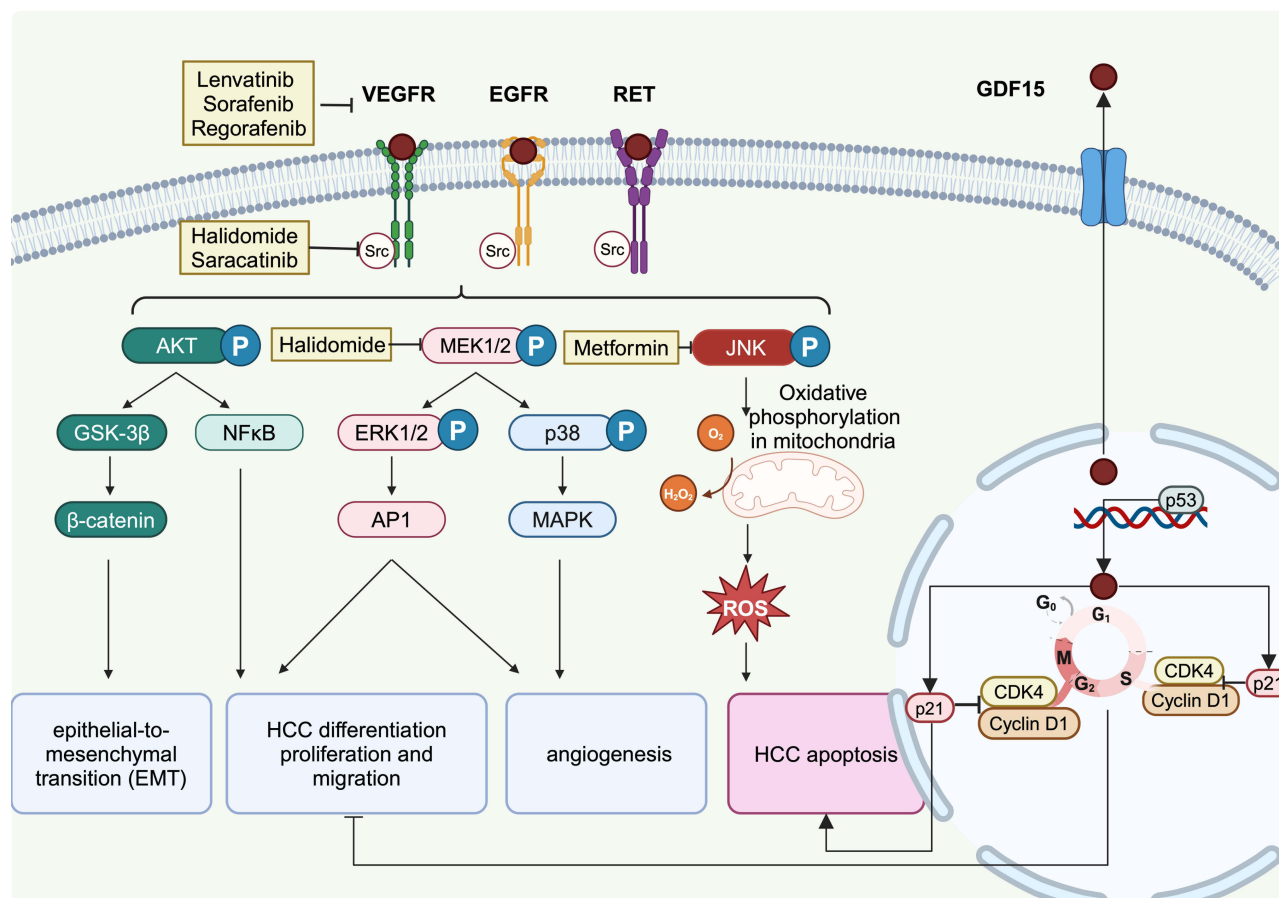 Lenvatinib
Sorafenib
Regorafenib
VEGFR
EGFR
RET
GDF15
Halidomide
Saracatinib
Src
Src
Src
AKT
P
Halidomide
MEK1/2
P
Metformin
JNK
P
GSK-3β
NFκB
ERK1/2
P
p38
P
O₂
Oxidative
phosphorylation
in mitochondria
H₂O₂
β-catenin
AP1
MAPK
ROS
p53
G₀
G₁
M
G₂
S
CDK4
Cyclin D1
p21
CDK4
Cyclin D1
p21
epithelial-to-
mesenchymal
transition (EMT)
HCC differentiation
proliferation and
migration
angiogenesis
HCC apoptosis